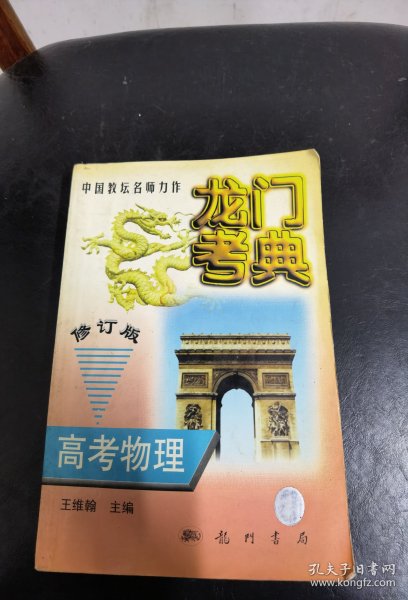 中国教坛名师力作
龙门
考典
修订版
高考物理
王维翰 主编
龍門書局
孔夫子旧书网
www.kongfz.com